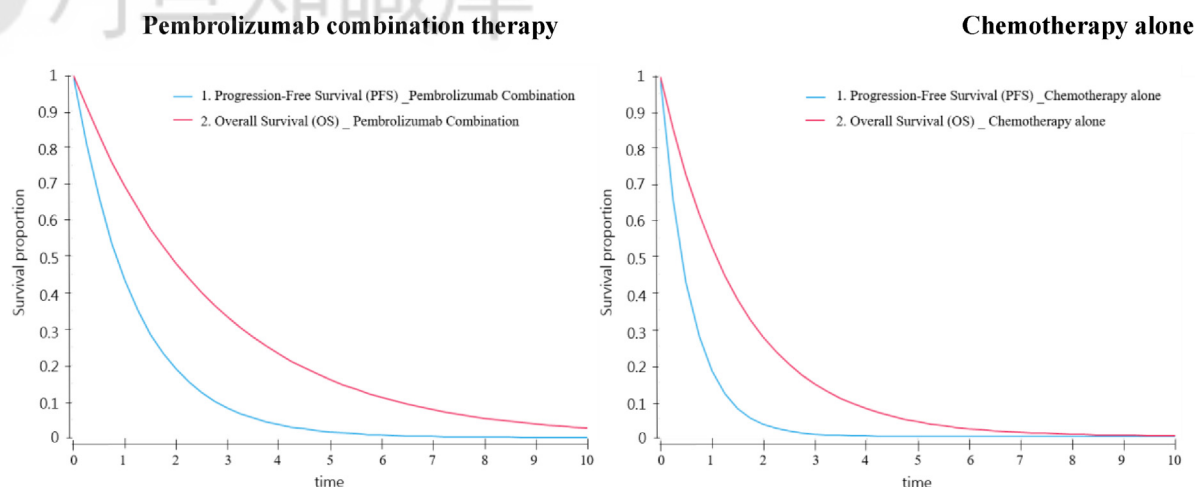 Pembrolizumab combination therapy
Chemotherapy alone
Survival proportion
1
0.9
0.8
0.7
0.6
0.5
0.4
0.3
0.2
0.1
0
1. Progression-Free Survival (PFS) _Pembrolizumab Combination
2. Overall Survival (OS) _ Pembrolizumab Combination
0 1 2 3 4 5 6 7 8 9 10
time
Survival proportion
1
0.9
0.8
0.7
0.6
0.5
0.4
0.3
0.2
0.1
0
1. Progression-Free Survival (PFS) _Chemotherapy alone
2. Overall Survival (OS) _ Chemotherapy alone
0 1 2 3 4 5 6 7 8 9 10
time